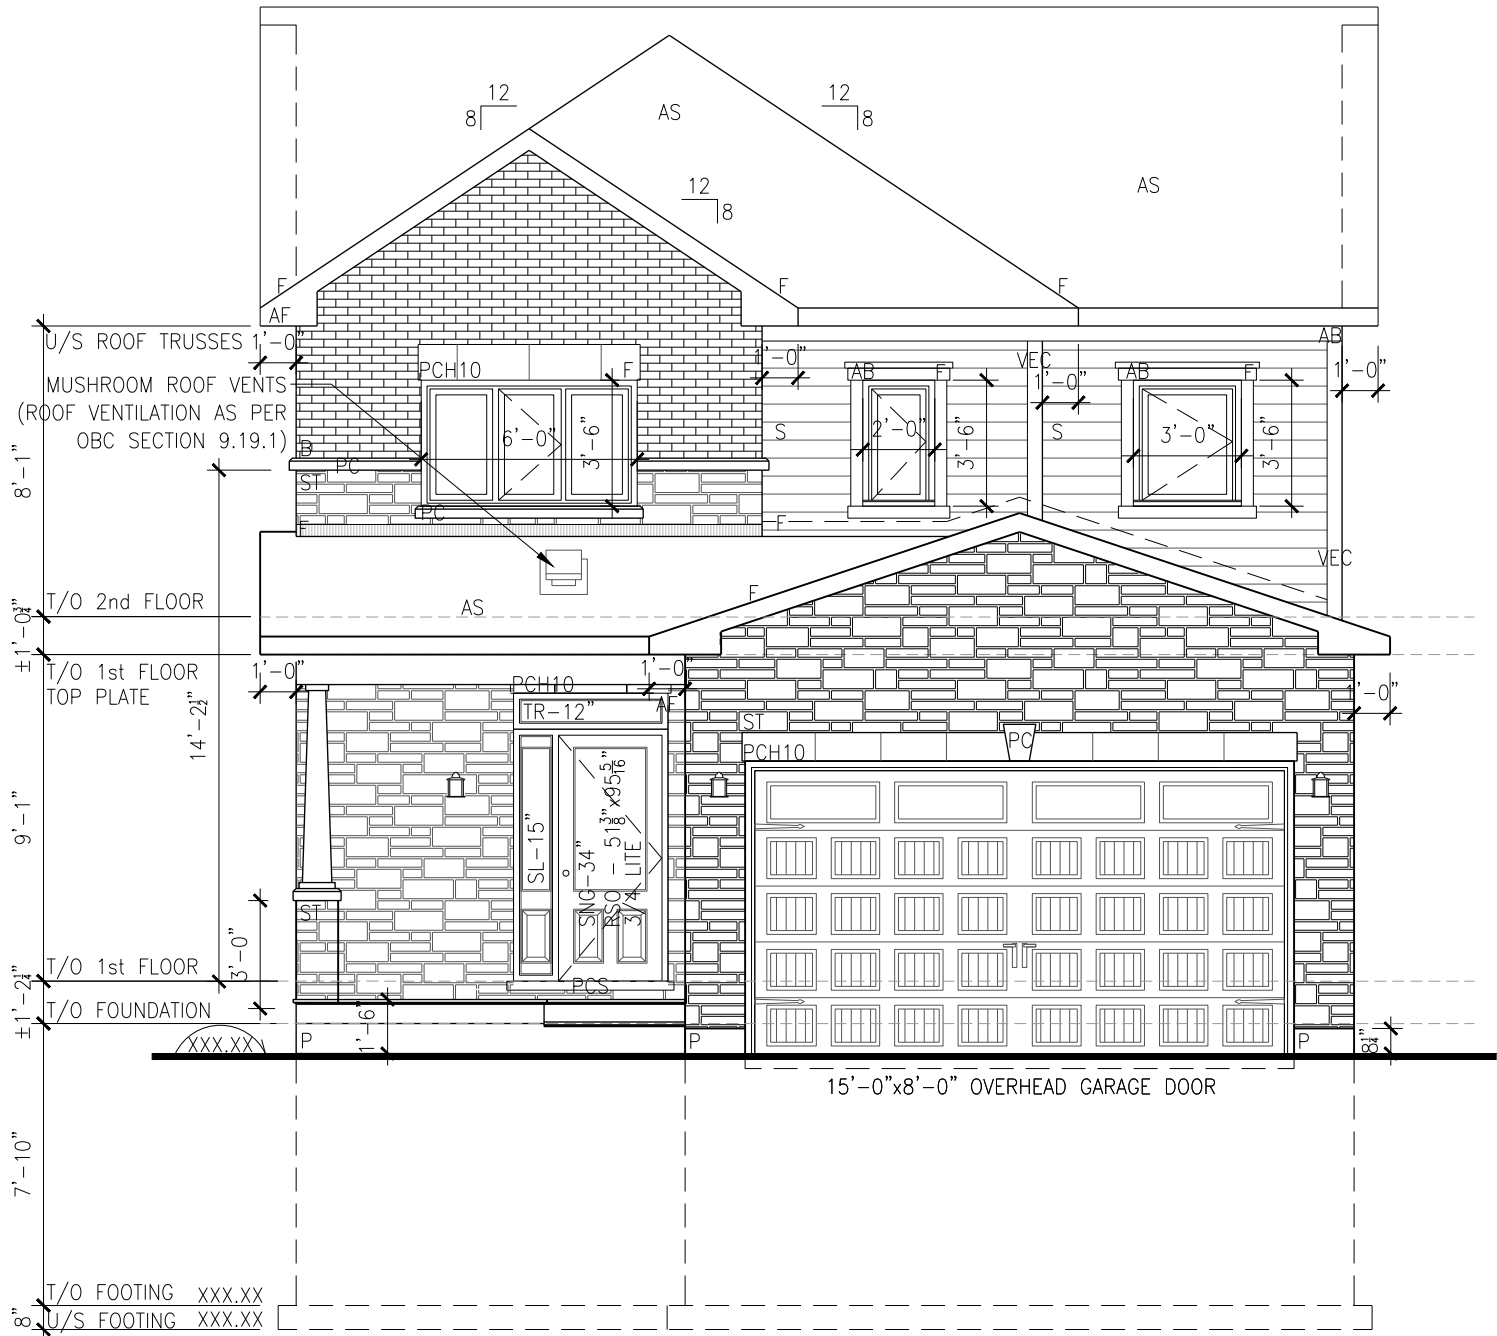 12
8
AS
12
8
12
8
AS
F
F
F
AF
U/S ROOF TRUSSES
1'-0"
MUSHROOM ROOF VENTS
(ROOF VENTILATION AS PER
OBC SECTION 9.19.1)
PCH10
F
1'-0"
VEC
1'-0"
AB
1'-0"
AB
F
AB
F
6'-0"
3'-6"
S
2'-0"
3'-6"
S
3'-0"
3'-6"
B
PC
ST
8'-1"
PC
F
F
VEC
F
AS
T/O 2nd FLOOR
±1'-0¾"
T/O 1st FLOOR
TOP PLATE
1'-0"
1'-0"
1'-0"
PCH10
AF
TR-12"
14'-2½"
ST
PC
PCH10
9'-1"
SL-15"
SING-34"
RSO - 51⅜"x95 5/16"
3/4 LITE
ST
3'-0"
T/O 1st FLOOR
PCS
±1'-2¼"
T/O FOUNDATION
1'-6"
XXX.XX
P
P
P
8¼"
15'-0"x8'-0" OVERHEAD GARAGE DOOR
7'-10"
T/O FOOTING XXX.XX
8"
U/S FOOTING XXX.XX